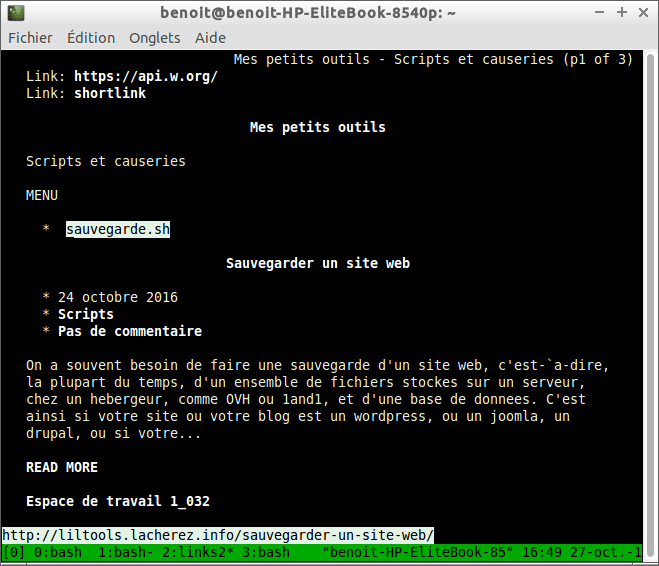 benoit@benoit-HP-EliteBook-8540p: ~
Fichier Édition Onglets Aide
Mes petits outils - Scripts et causeries (p1 of 3)
Link: https://api.w.org/
Link: shortlink
Mes petits outils
Scripts et causeries
MENU
* sauvegarde.sh
Sauvegarder un site web
* 24 octobre 2016
* Scripts
* Pas de commentaire
On a souvent besoin de faire une sauvegarde d'un site web, c'est-`a-dire,
la plupart du temps, d'un ensemble de fichiers stockes sur un serveur,
chez un hebergeur, comme OVH ou 1and1, et d'une base de donnees. C'est
ainsi si votre site ou votre blog est un wordpress, ou un joomla, un
drupal, ou si votre...
READ MORE
Espace de travail 1_032
http://liltools.lacherez.info/sauvegarder-un-site-web/
[0] 0:bash 1:bash- 2:links2* 3:bash "benoit-HP-EliteBook-85" 16:49 27-oct.-1